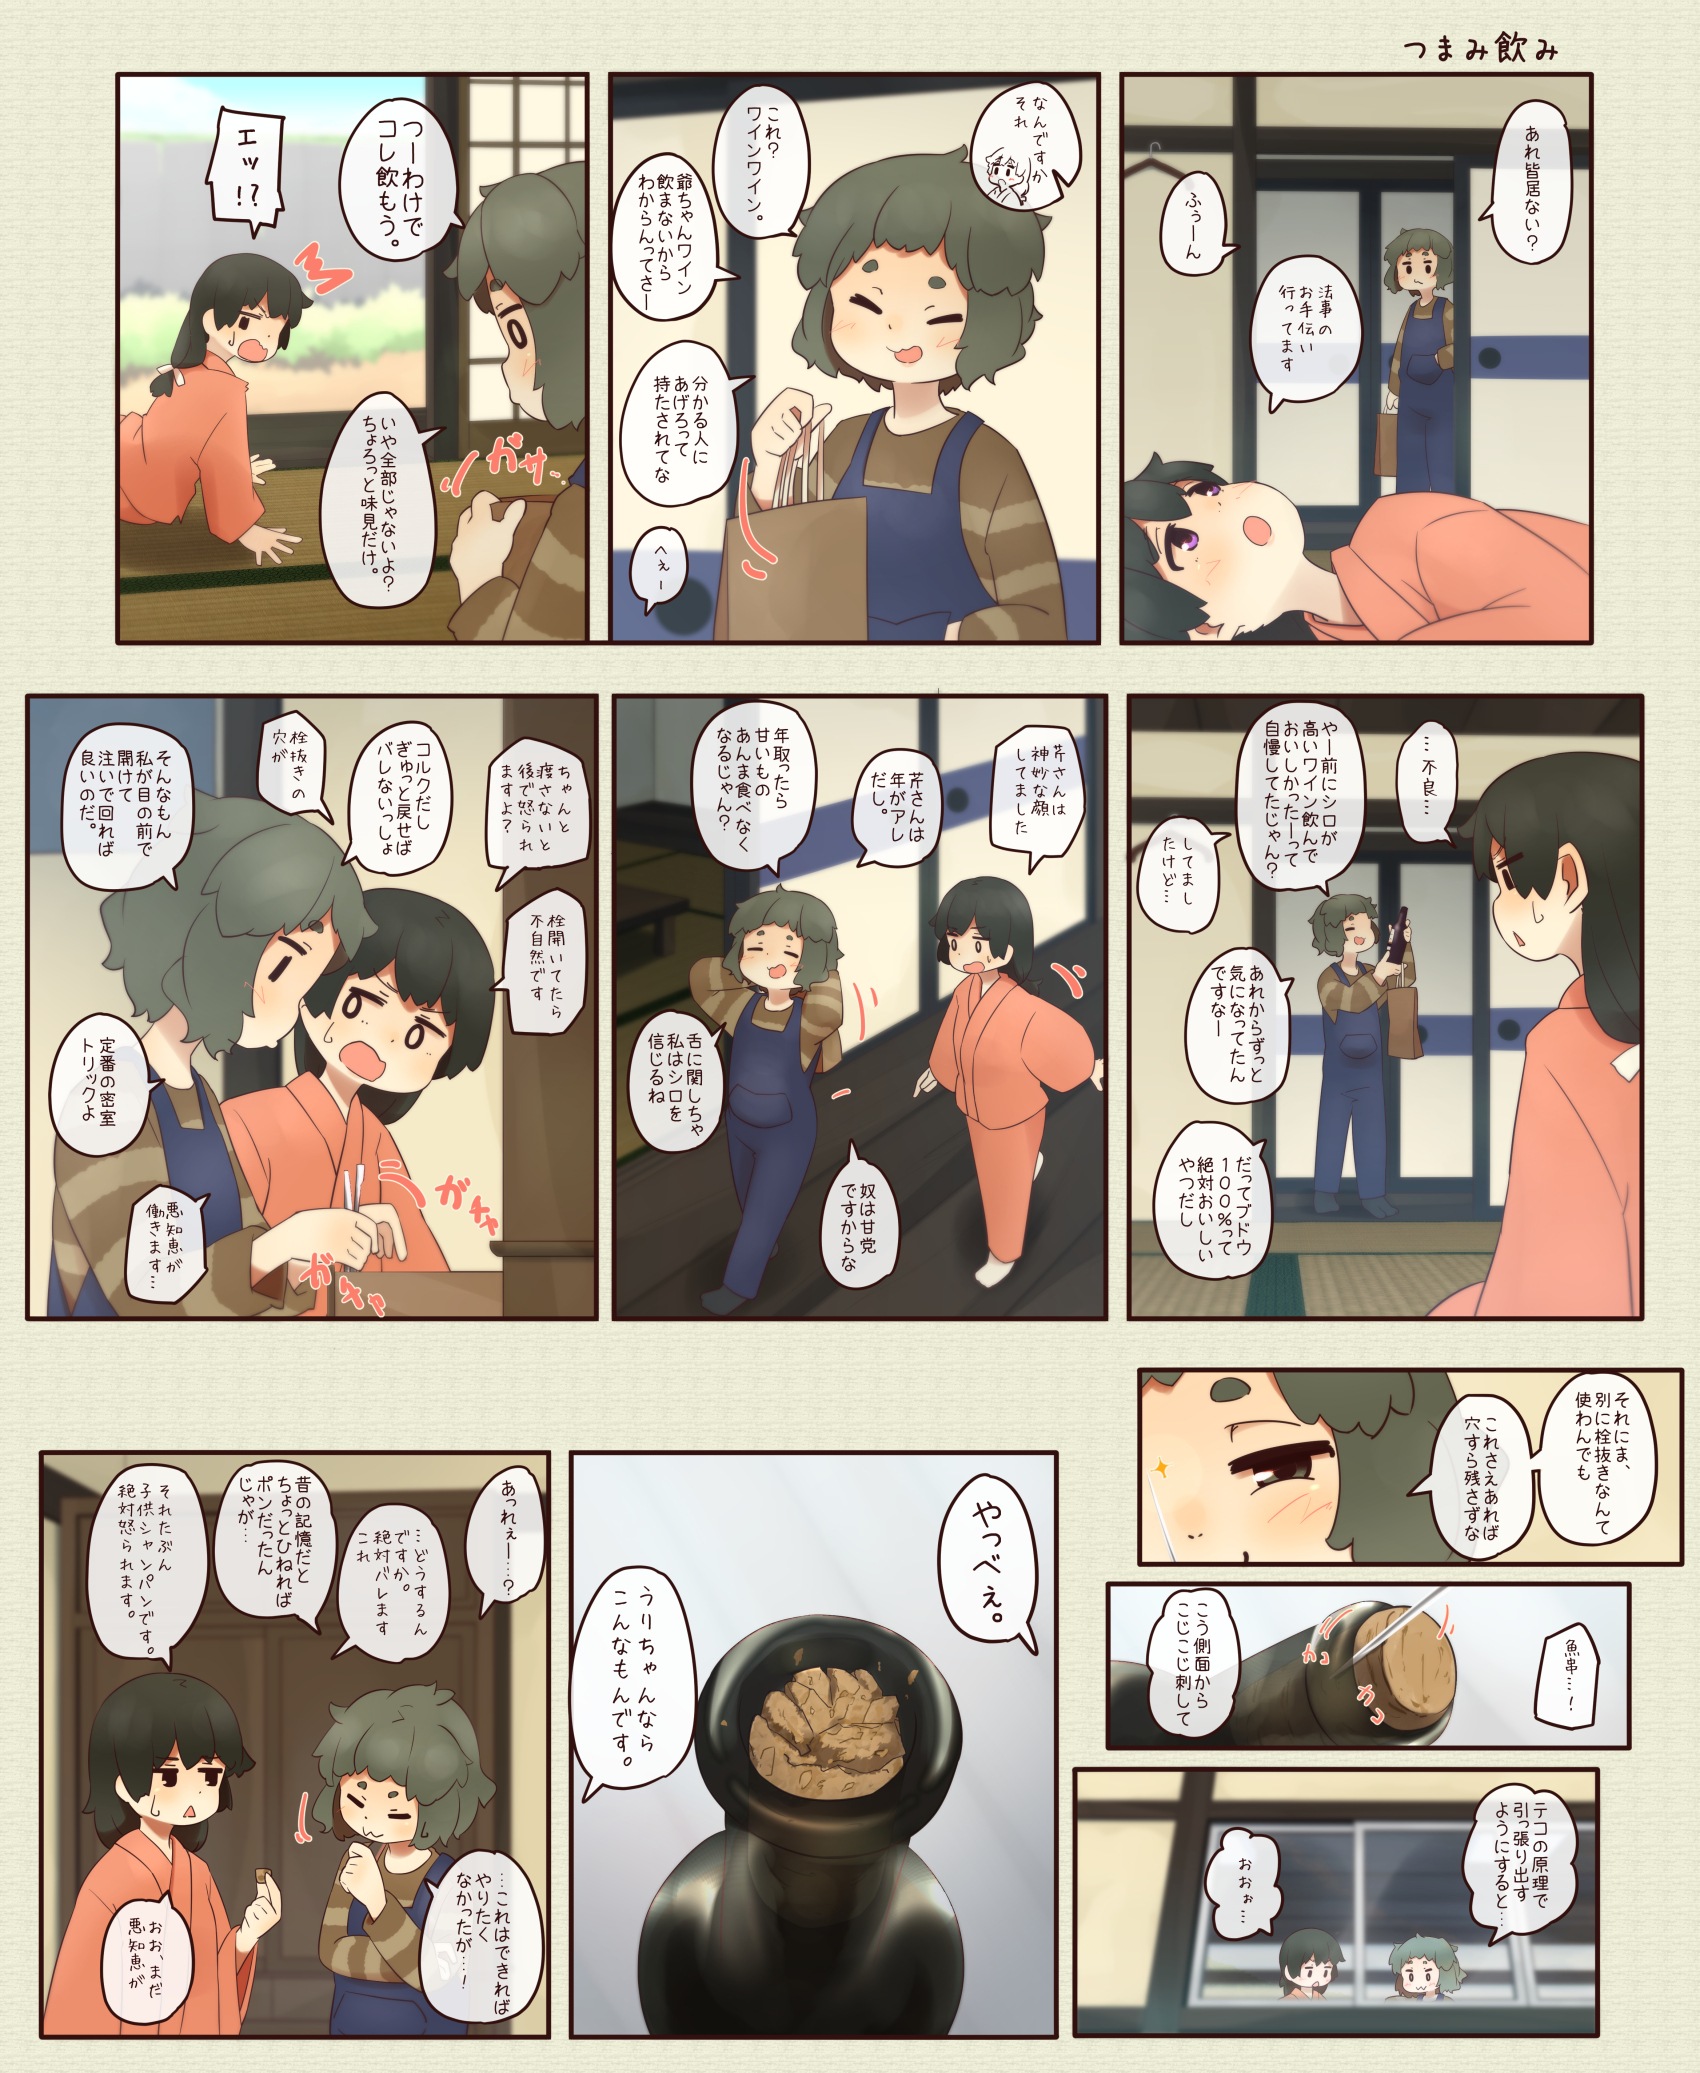 つまみ飲み
あれ皆居ない？
法事の
お手伝い
行ってます
ふぅーん
なんですか
それ
これ？
ワインワイン。
爺ちゃんワイン
飲まないから
わからんってさー
分かる人に
あげろって
持たされてな
へぇー
つーわけで
コレ飲もう。
エッ!?
いや全部じゃないよ？
ちょろっと味見だけ。
ガサ…
…不良…
やー前にシロが
高いワイン飲んで
おいしかったーって
自慢してたじゃん？
してまし
たけど…
あれからずっと
気になってたん
ですなー
だってブドウ
100％って
絶対おいしい
やつだし
芹さんは
神妙な顔
してました
芹さんは
年がアレ
だし。
年取ったら
甘いもの
あんま食べなく
なるじゃん？
舌に関しちゃ
私はシロを
信じるね
奴は甘党
ですからな
ちゃんと
渡さないと
後で怒られ
ますよ？
コルクだし
ぎゅっと戻せば
バレないっしょ
栓抜きの
穴が
栓開いてたら
不自然です
そんなもん
私が目の前で
開けて
注いで回れば
良いのだ。
定番の密室
トリックよ
悪知恵が
働きます…
ガチャ
ガチャ
それにま、
別に栓抜きなんて
使わんでも
これさえあれば
穴すら残さずな
魚串…！
こう側面から
こじこじ刺して
かっ
かっ
テコの原理で
引っ張り出す
ようにすると…
おおぉ…
やっべぇ。
うりちゃんなら
こんなもんです。
あっれぇー…？
…どうするん
ですか。
絶対バレます
これ
昔の記憶だと
ちょっとひねれば
ポンだったん
じゃが…
それたぶん
子供シャンパンです。
絶対怒られます。
…これはできれば
やりたく
なかったが…！
おお、まだ
悪知恵が